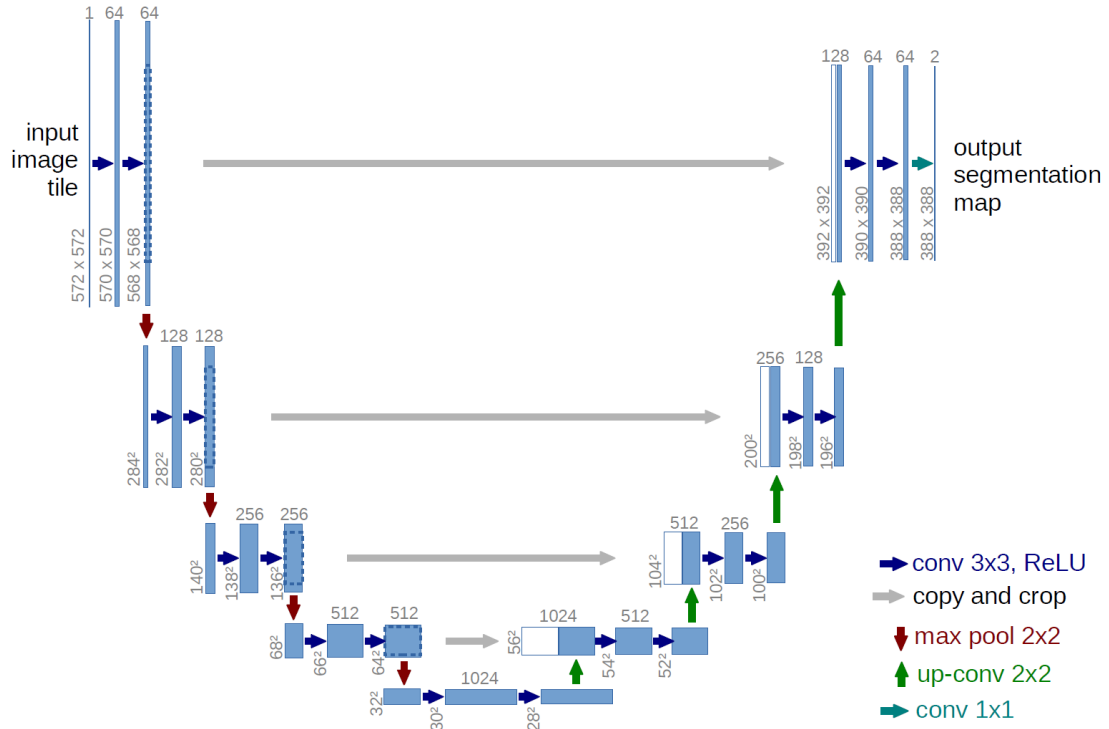 1 64 64
input
image
tile
572 x 572
570 x 570
568 x 568
128 64 64 2
output
segmentation
map
392 x 392
390 x 390
388 x 388
388 x 388
128 128
284²
282²
280²
256 128
200²
198²
196²
256 256
140²
138²
136²
512 256
104²
102²
100²
512 512
68²
66²
64²
1024 512
56²
54²
52²
1024
32²
30²
28²
conv 3x3, ReLU
copy and crop
max pool 2x2
up-conv 2x2
conv 1x1